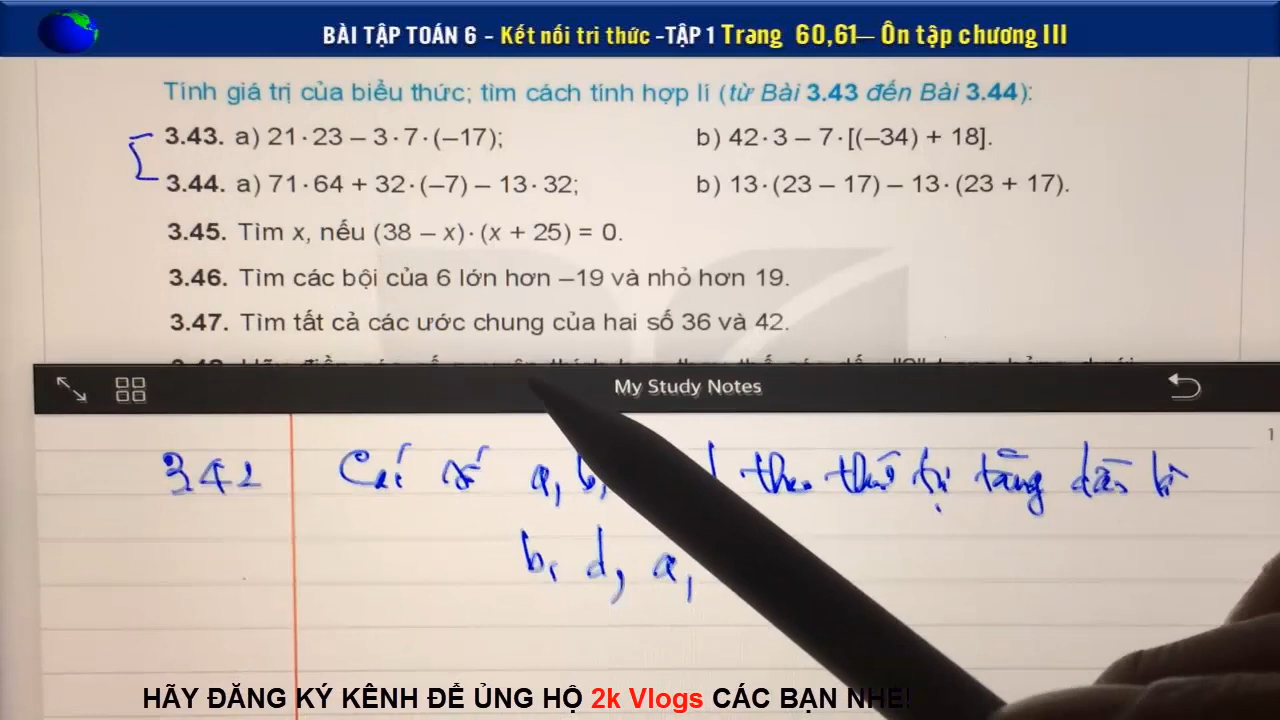 BÀI TẬP TOÁN 6 - Kết nối tri thức -TẬP 1 Trang 60,61– Ôn tập chương III
Tính giá trị của biểu thức; tìm cách tính hợp lí (từ Bài 3.43 đến Bài 3.44):
3.43. a) 21·23 – 3·7·(–17); b) 42·3 – 7·[(–34) + 18].
3.44. a) 71·64 + 32·(–7) – 13·32; b) 13·(23 – 17) – 13·(23 + 17).
3.45. Tìm x, nếu (38 – x)·(x + 25) = 0.
3.46. Tìm các bội của 6 lớn hơn –19 và nhỏ hơn 19.
3.47. Tìm tất cả các ước chung của hai số 36 và 42.
My Study Notes
1
3.42 Các số a, b, d theo thứ tự tăng dần là
b, d, a,
HÃY ĐĂNG KÝ KÊNH ĐỂ ỦNG HỘ 2k Vlogs CÁC BẠN NHÉ!